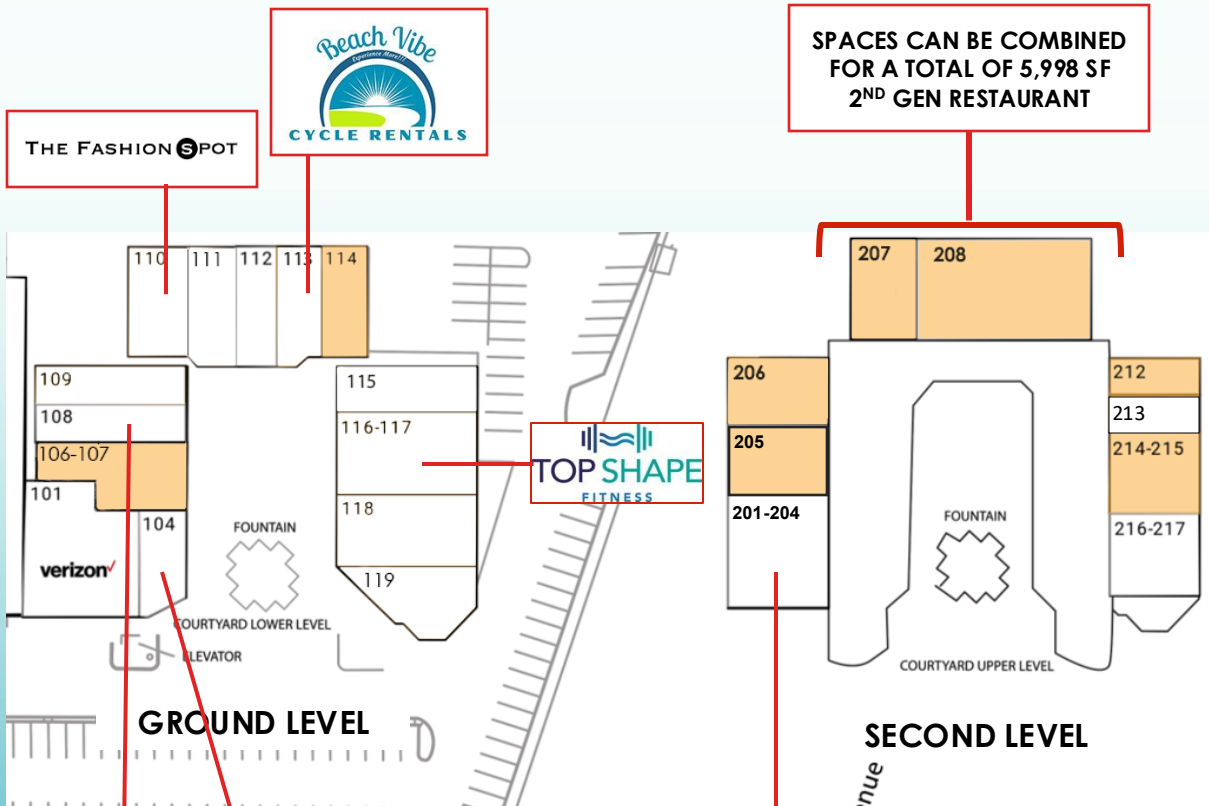 Beach Vibe
Experience More!!!
CYCLE RENTALS
SPACES CAN BE COMBINED
FOR A TOTAL OF 5,998 SF
2ND GEN RESTAURANT
THE FASHION SPOT
110
111
112
113
114
109
108
106-107
101
104
verizon
115
116-117
118
119
TOP SHAPE
FITNESS
FOUNTAIN
COURTYARD LOWER LEVEL
ELEVATOR
GROUND LEVEL
207
208
206
205
201-204
212
213
214-215
216-217
FOUNTAIN
COURTYARD UPPER LEVEL
SECOND LEVEL